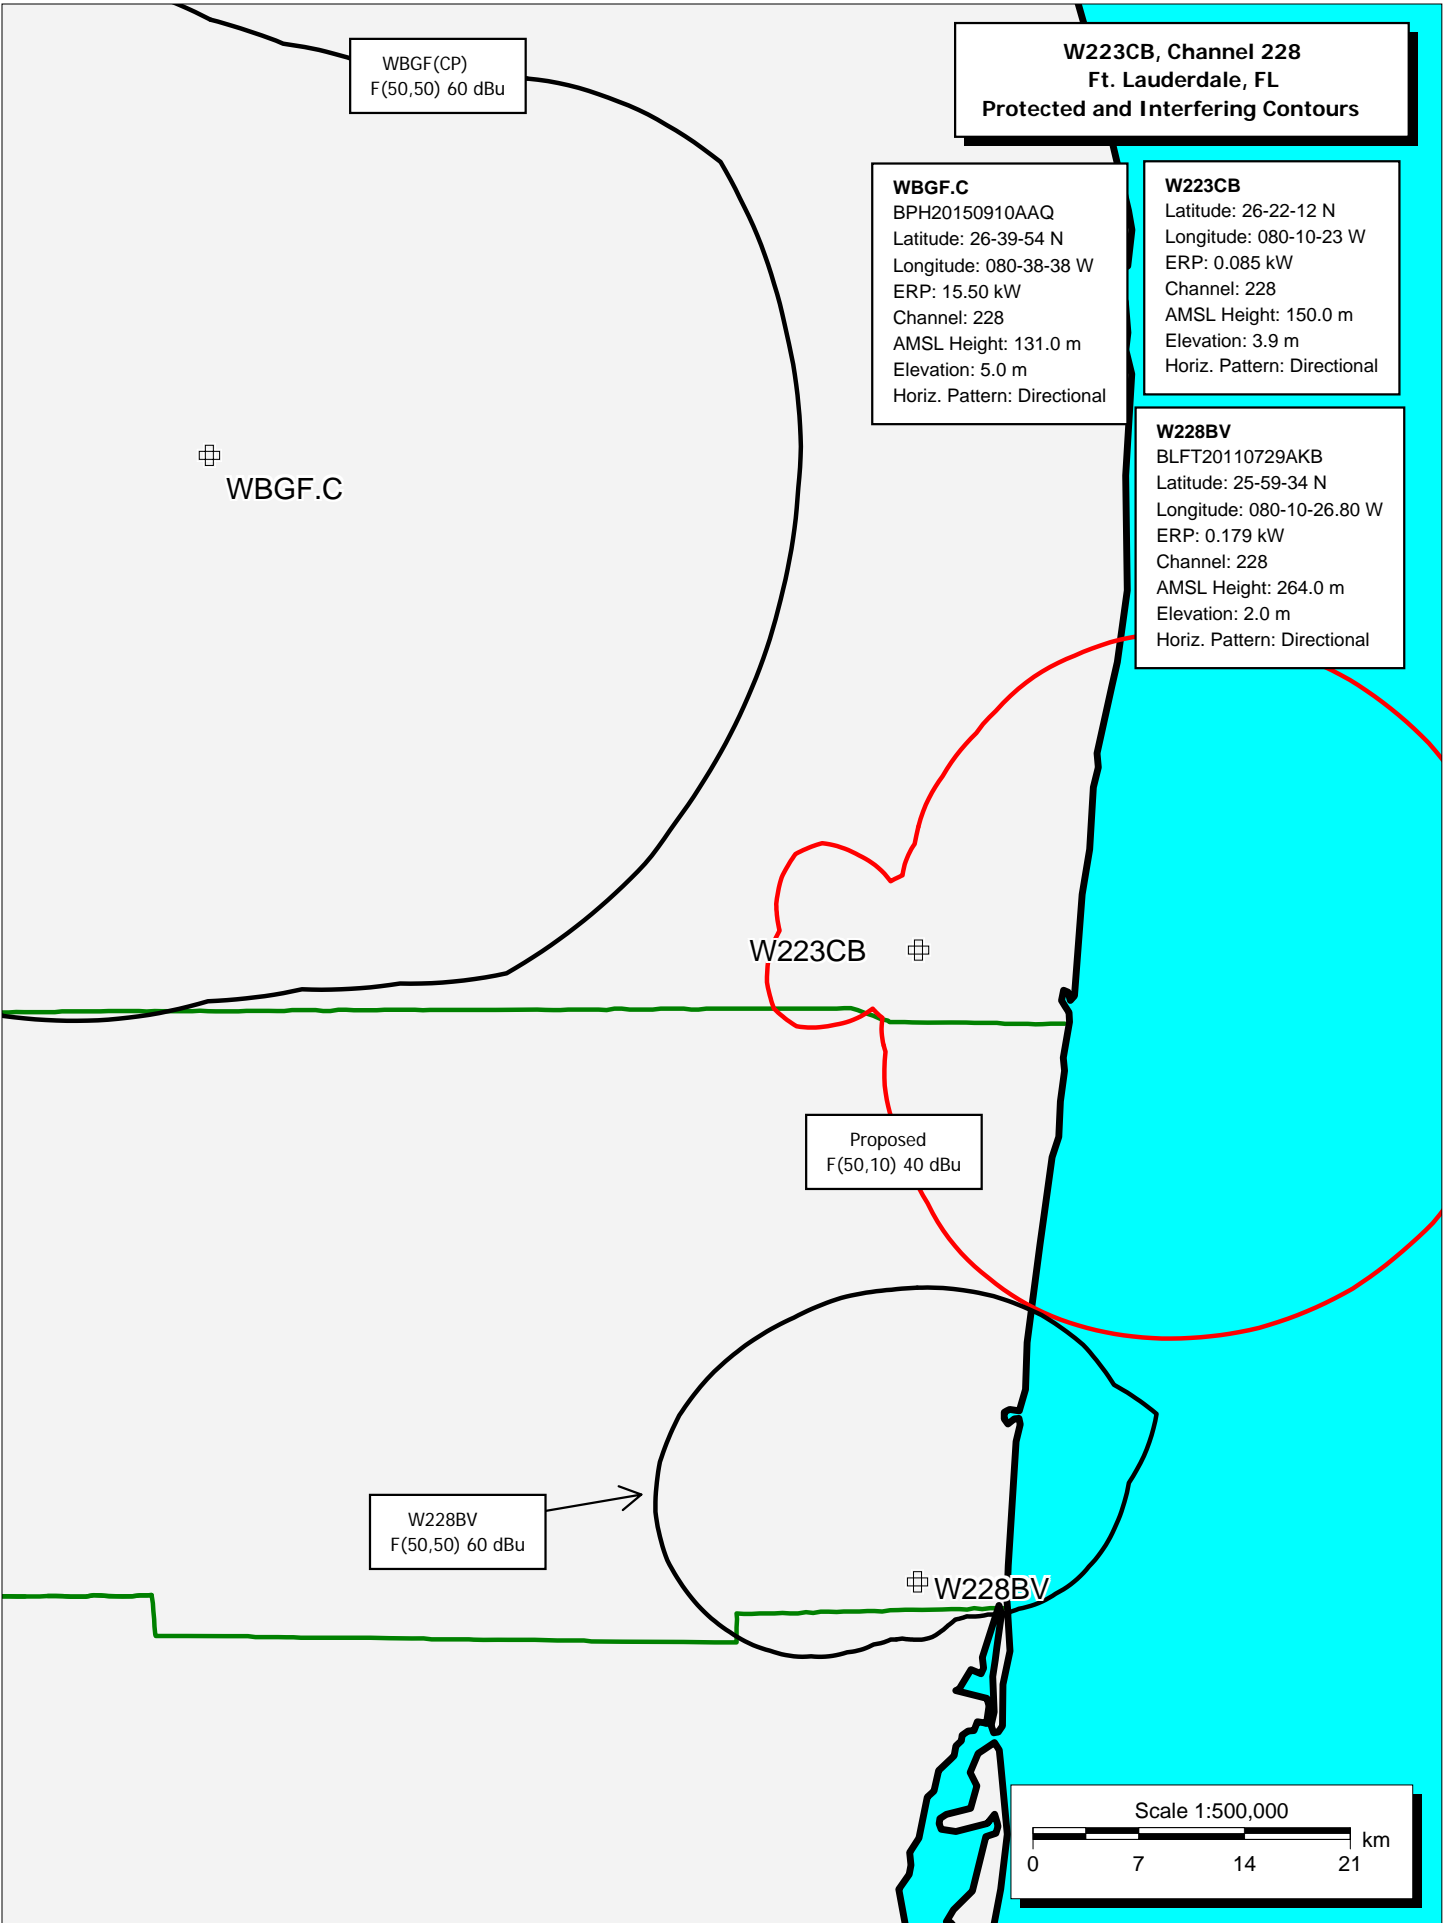 W223CB, Channel 228
Ft. Lauderdale, FL
Protected and Interfering Contours
WBGF(CP)
F(50,50) 60 dBu
WBGF.C
BPH20150910AAQ
Latitude: 26-39-54 N
Longitude: 080-38-38 W
ERP: 15.50 kW
Channel: 228
AMSL Height: 131.0 m
Elevation: 5.0 m
Horiz. Pattern: Directional
W223CB
Latitude: 26-22-12 N
Longitude: 080-10-23 W
ERP: 0.085 kW
Channel: 228
AMSL Height: 150.0 m
Elevation: 3.9 m
Horiz. Pattern: Directional
W228BV
BLFT20110729AKB
Latitude: 25-59-34 N
Longitude: 080-10-26.80 W
ERP: 0.179 kW
Channel: 228
AMSL Height: 264.0 m
Elevation: 2.0 m
Horiz. Pattern: Directional
WBGF.C
W223CB
Proposed
F(50,10) 40 dBu
W228BV
F(50,50) 60 dBu
W228BV
Scale 1:500,000
km
0 7 14 21